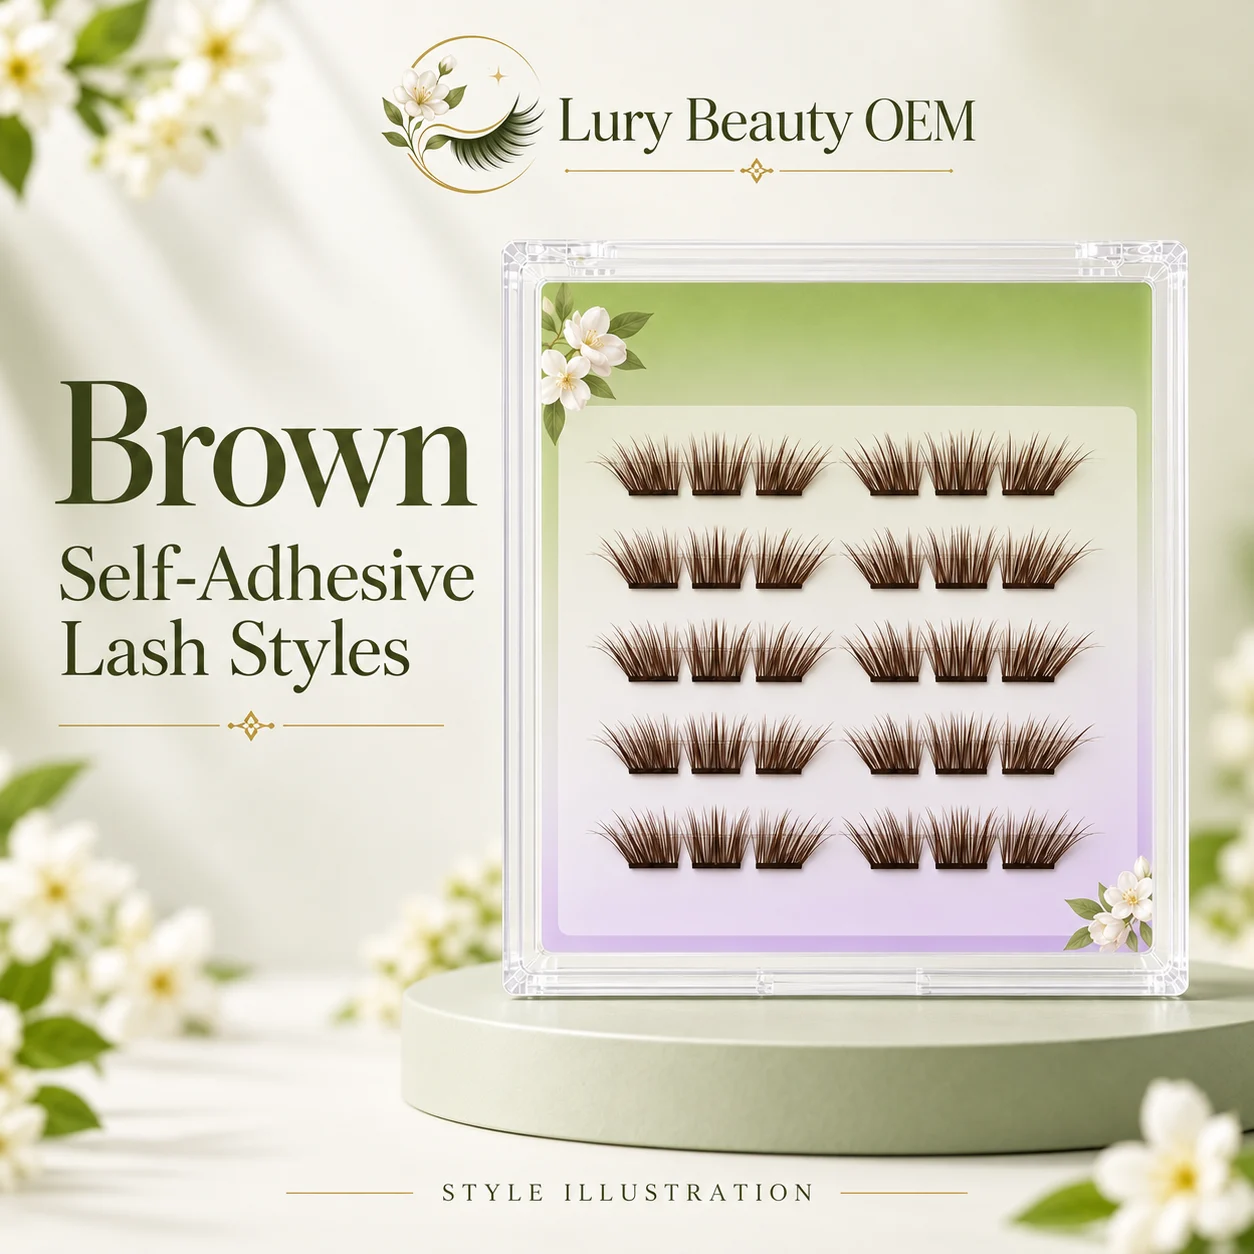 Lury Beauty OEM
Brown
Self-Adhesive
Lash Styles
STYLE ILLUSTRATION